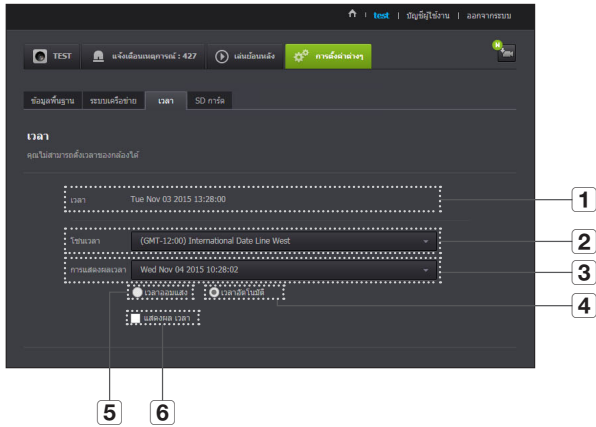 test | บัญชีผู้ใช้งาน | ออกจากระบบ
TEST แจ้งเตือนเหตุการณ์ : 427 เล่นย้อนหลัง การตั้งค่าต่างๆ N
ข้อมูลพื้นฐาน ระบบเครือข่าย เวลา SD การ์ด
เวลา
คุณไม่สามารถตั้งเวลาของกล้องได้
เวลา Tue Nov 03 2015 13:28:00 1
โซนเวลา (GMT-12:00) International Date Line West 2
การแสดงผลเวลา Wed Nov 04 2015 10:28:02 3
เวลาออมแสง เวลาอัตโนมัติ 4
แสดงผล เวลา
5 6